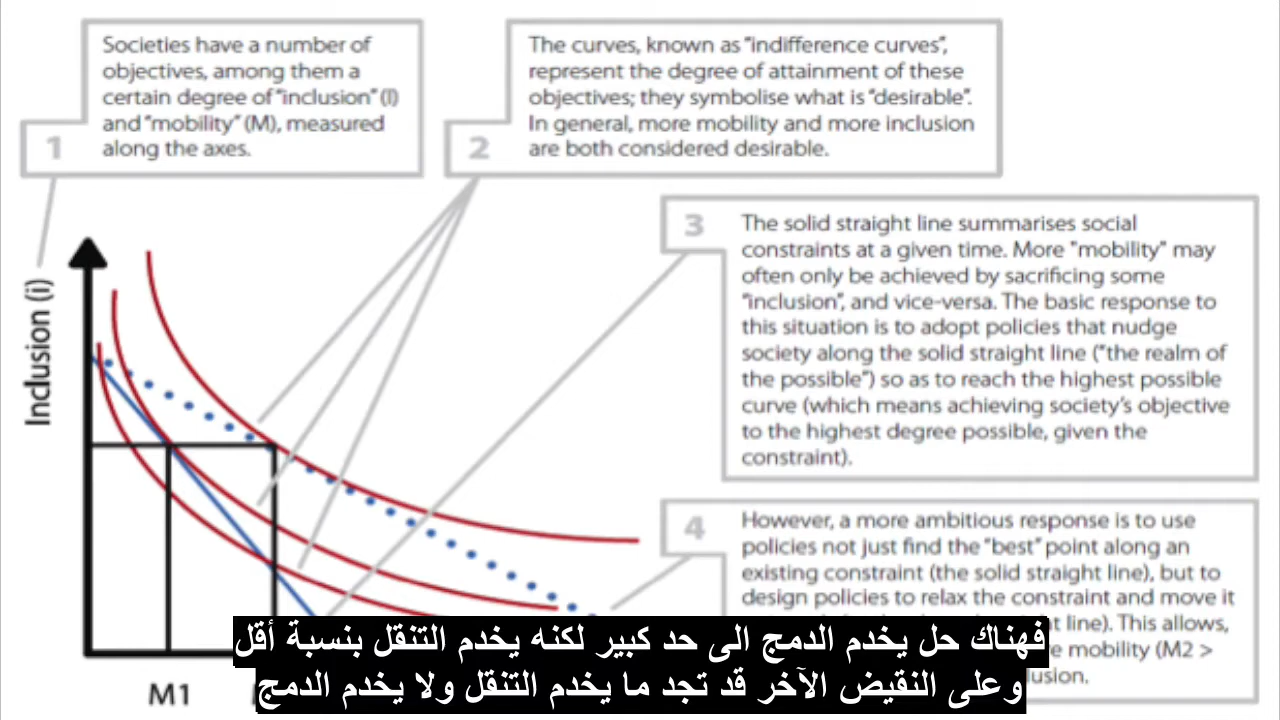 Societies have a number of
objectives, among them a
certain degree of "inclusion" (I)
and "mobility" (M), measured
along the axes.
1
The curves, known as "indifference curves",
represent the degree of attainment of these
objectives; they symbolise what is "desirable".
In general, more mobility and more inclusion
are both considered desirable.
2
3
The solid straight line summarises social
constraints at a given time. More "mobility" may
often only be achieved by sacrificing some
"inclusion", and vice-versa. The basic response to
this situation is to adopt policies that nudge
society along the solid straight line ("the realm of
the possible") so as to reach the highest possible
curve (which means achieving society's objective
to the highest degree possible, given the
constraint).
Inclusion (i)
4
However, a more ambitious response is to use
policies not just find the "best" point along an
existing constraint (the solid straight line), but to
design policies to relax the constraint and move it
line). This allows,
mobility (M2 >
فهناك حل يخدم الدمج الى حد كبير لكنه يخدم التنقل بنسبة أقل
وعلى النقيض الآخر قد تجد ما يخدم التنقل ولا يخدم الدمج
M1